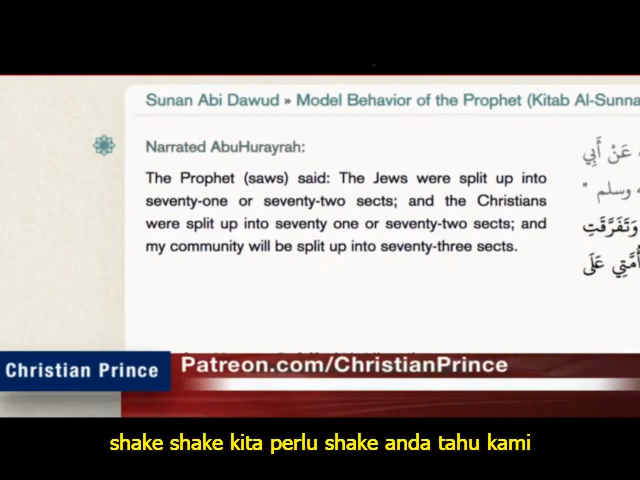 Sunan Abi Dawud » Model Behavior of the Prophet (Kitab Al-Sunna
Narrated AbuHurayrah:
عَنْ أَبِي
The Prophet (saws) said: The Jews were split up into
وسلم "
seventy-one or seventy-two sects; and the Christians
were split up into seventy one or seventy-two sects; and
وَتَفَرَّقَتِ
my community will be split up into seventy-three sects.
أُمَّتِي عَلَى
Christian Prince
Patreon.com/ChristianPrince
shake shake kita perlu shake anda tahu kami